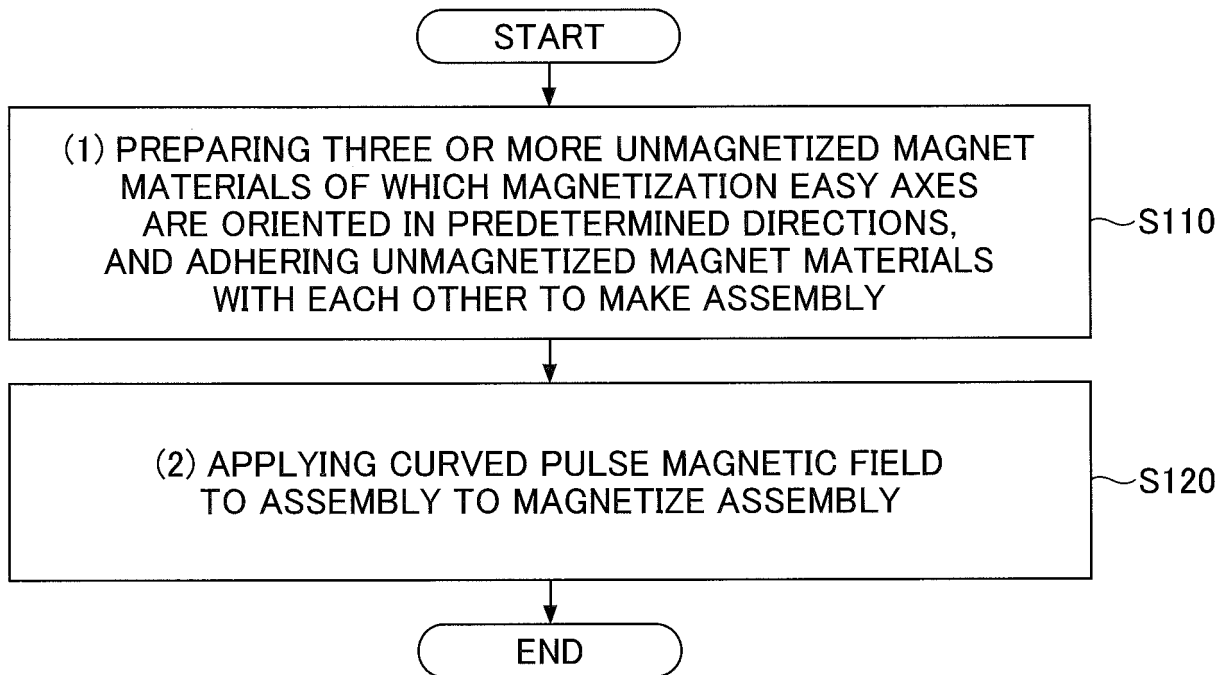 START
(1) PREPARING THREE OR MORE UNMAGNETIZED MAGNET
MATERIALS OF WHICH MAGNETIZATION EASY AXES
ARE ORIENTED IN PREDETERMINED DIRECTIONS,
AND ADHERING UNMAGNETIZED MAGNET MATERIALS
WITH EACH OTHER TO MAKE ASSEMBLY
S110
(2) APPLYING CURVED PULSE MAGNETIC FIELD
TO ASSEMBLY TO MAGNETIZE ASSEMBLY
S120
END